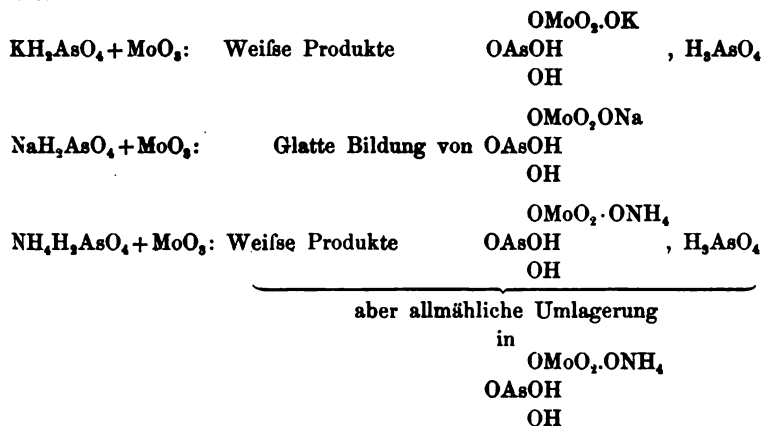 OMoO₂.OK
KH₂AsO₄+MoO₃: Weiſse Produkte OAsOH , H₃AsO₄
OH
OMoO₂ONa
NaH₂AsO₄+MoO₃: Glatte Bildung von OAsOH
OH
OMoO₂·ONH₄
NH₄H₂AsO₄+MoO₃: Weiſse Produkte OAsOH , H₃AsO₄
OH
aber allmähliche Umlagerung
in
OMoO₂.ONH₄
OAsOH
OH